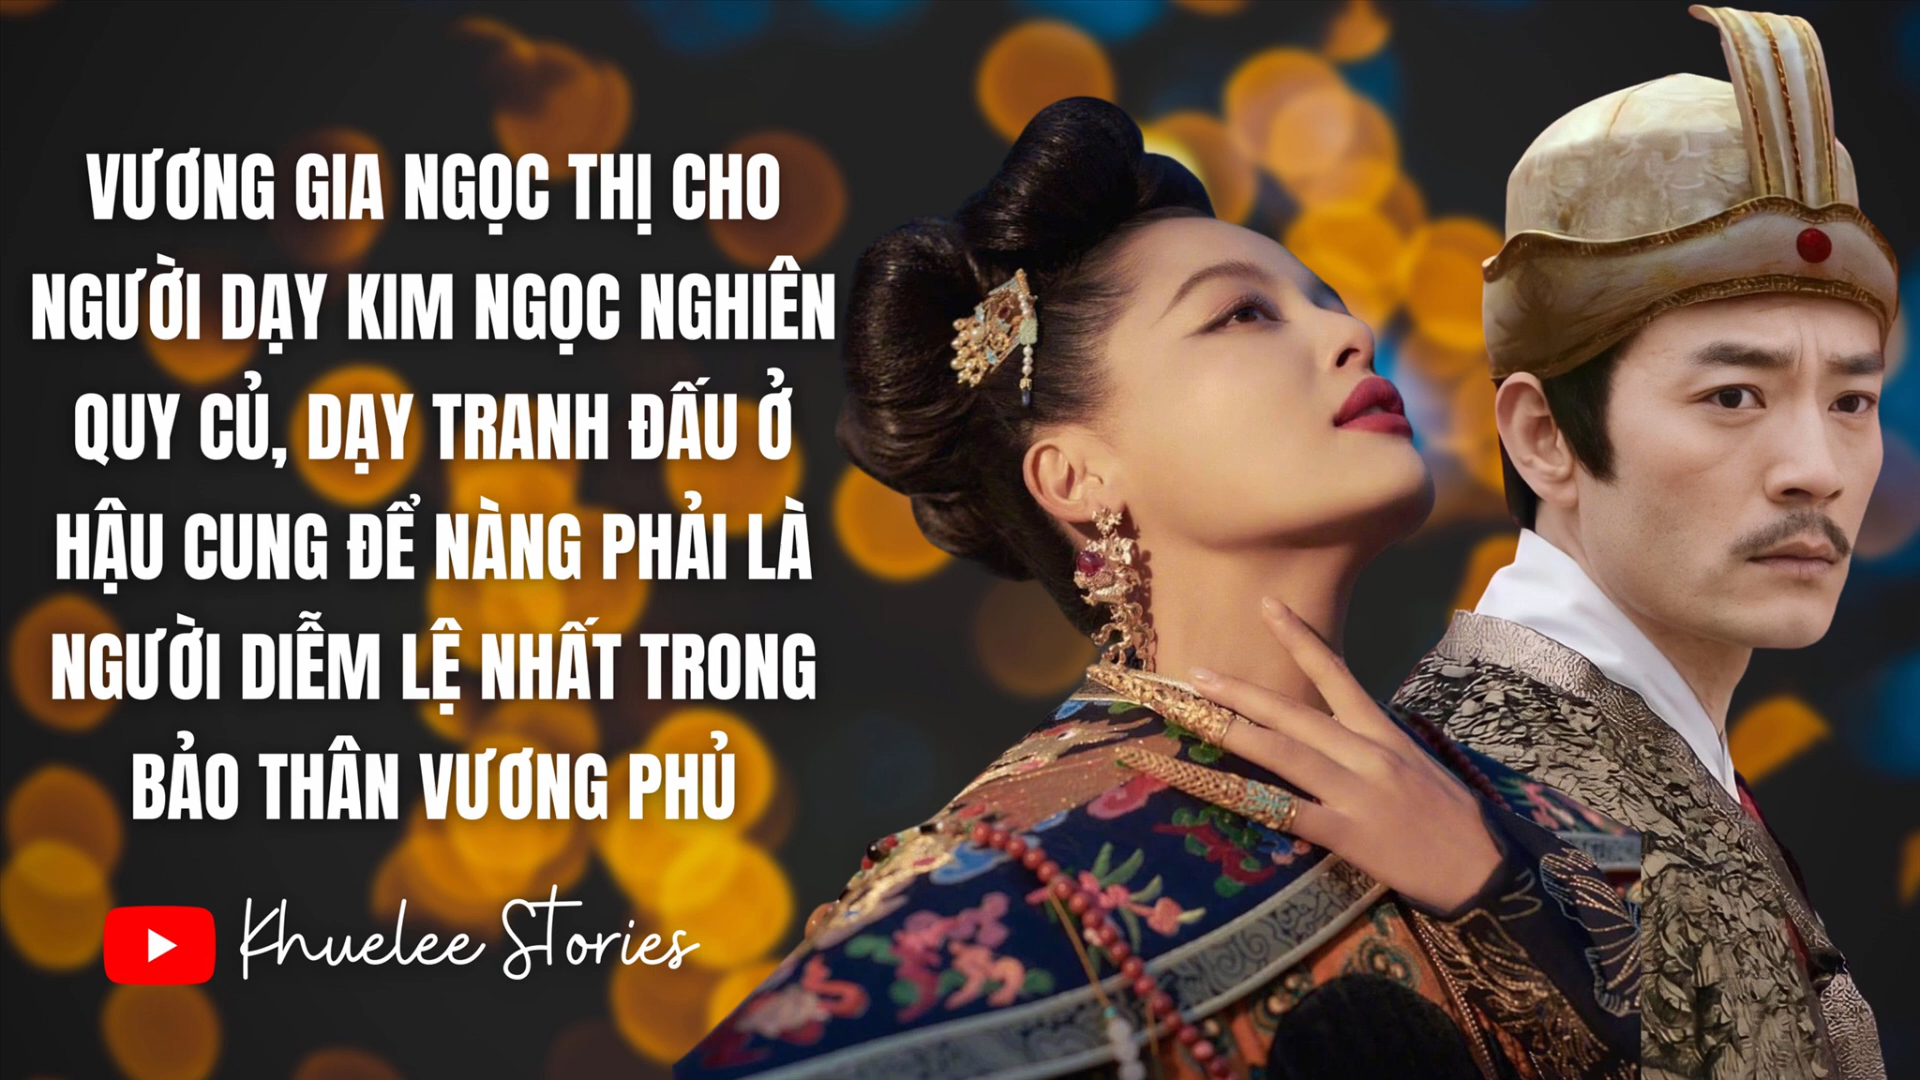 VƯƠNG GIA NGỌC THỊ CHO
NGƯỜI DẠY KIM NGỌC NGHIÊN
QUY CỦ, DẠY TRANH ĐẤU Ở
HẬU CUNG ĐỂ NÀNG PHẢI LÀ
NGƯỜI DIỄM LỆ NHẤT TRONG
BẢO THÂN VƯƠNG PHỦ
Khuelee Stories